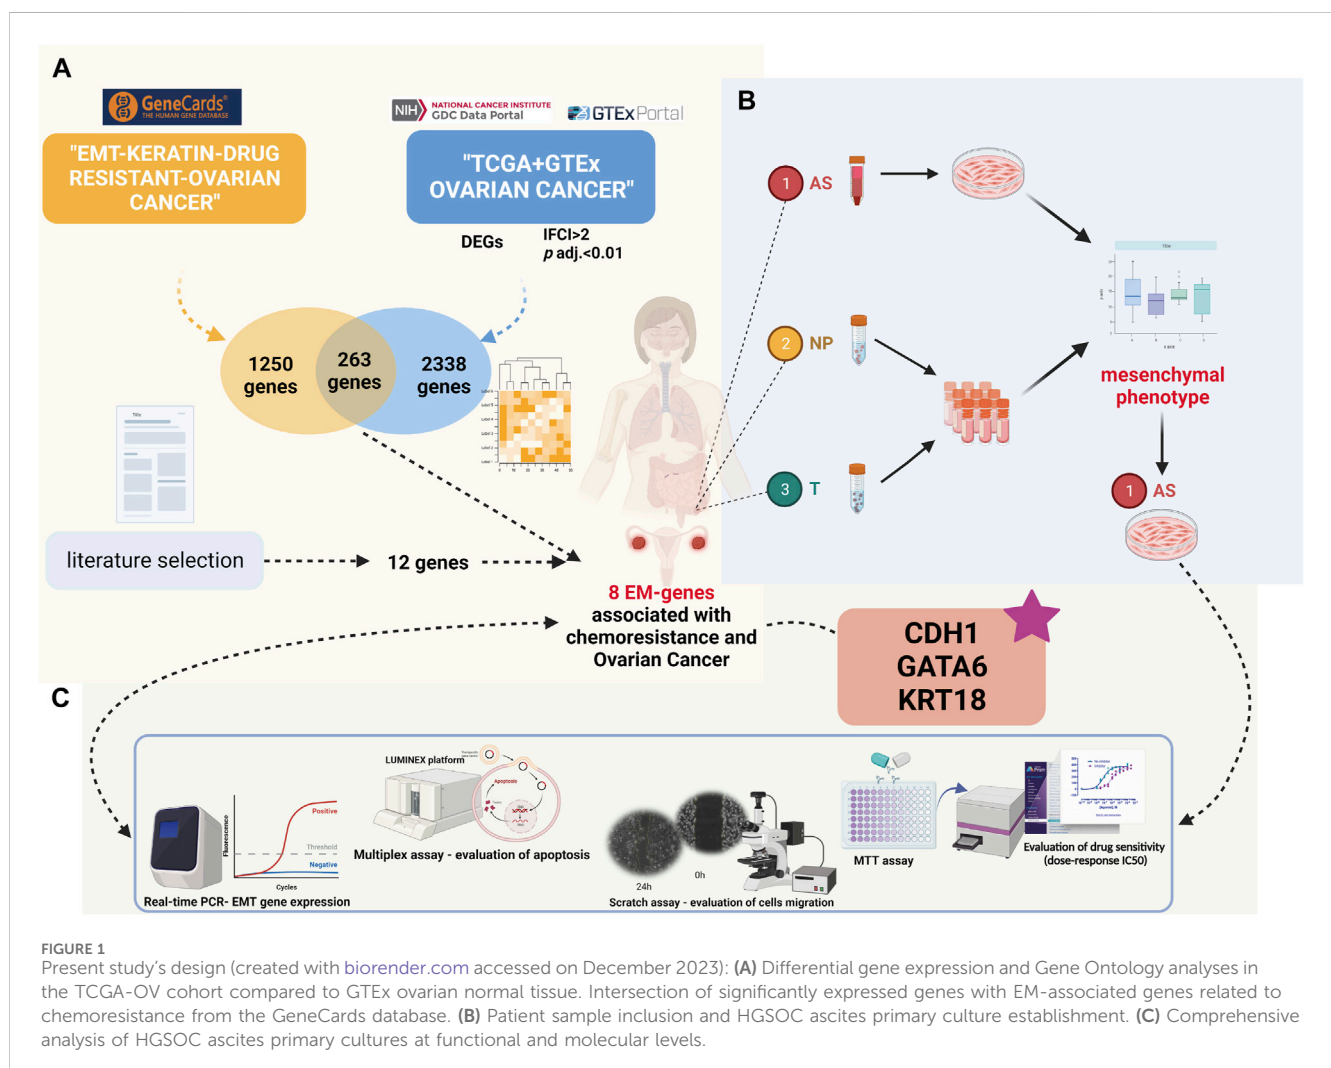 A
GeneCards®
THE HUMAN GENE DATABASE
NIH
NATIONAL CANCER INSTITUTE
GDC Data Portal
GTEx Portal
"EMT-KERATIN-DRUG
RESISTANT-OVARIAN
CANCER"
"TCGA+GTEx
OVARIAN CANCER"
DEGs
IFCI>2
p adj.<0.01
1250
genes
263
genes
2338
genes
Title
literature selection
12 genes
8 EM-genes
associated with
chemoresistance and
Ovarian Cancer
B
1 AS
2 NP
3 T
Title
mesenchymal
phenotype
1 AS
CDH1
GATA6
KRT18
C
Fluorescence
Positive
Threshold
Negative
Cycles
Real-time PCR- EMT gene expression
LUMINEX platform
Apoptosis
Multiplex assay - evaluation of apoptosis
24h
0h
Scratch assay - evaluation of cells migration
MTT assay
Evaluation of drug sensitivity
(dose-response IC50)
FIGURE 1
Present study's design (created with biorender.com accessed on December 2023): (A) Differential gene expression and Gene Ontology analyses in
the TCGA-OV cohort compared to GTEx ovarian normal tissue. Intersection of significantly expressed genes with EM-associated genes related to
chemoresistance from the GeneCards database. (B) Patient sample inclusion and HGSOC ascites primary culture establishment. (C) Comprehensive
analysis of HGSOC ascites primary cultures at functional and molecular levels.